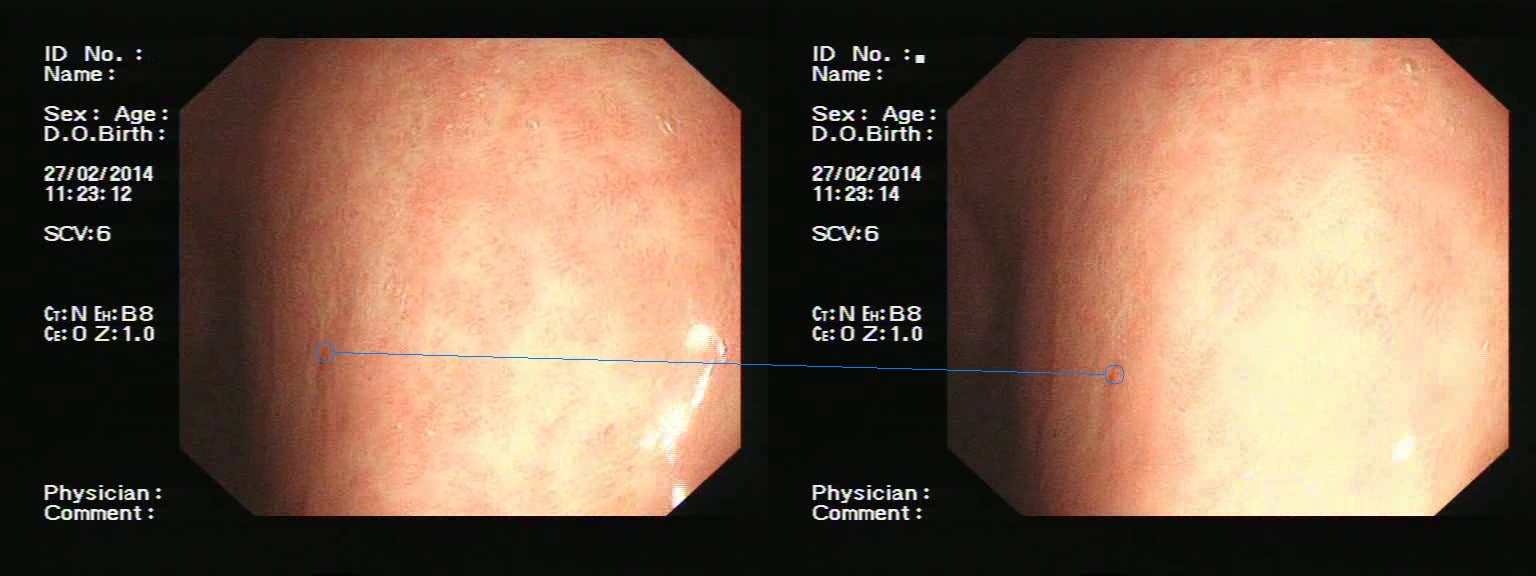 ID No. :
Name:
Sex: Age:
D.O.Birth:
27/02/2014
11:23:12
SCV:6
CT:N EH:B8
CE:0 Z:1.0
Physician:
Comment:
ID No. :
Name:
Sex: Age:
D.O.Birth:
27/02/2014
11:23:14
SCV:6
CT:N EH:B8
CE:0 Z:1.0
Physician:
Comment: